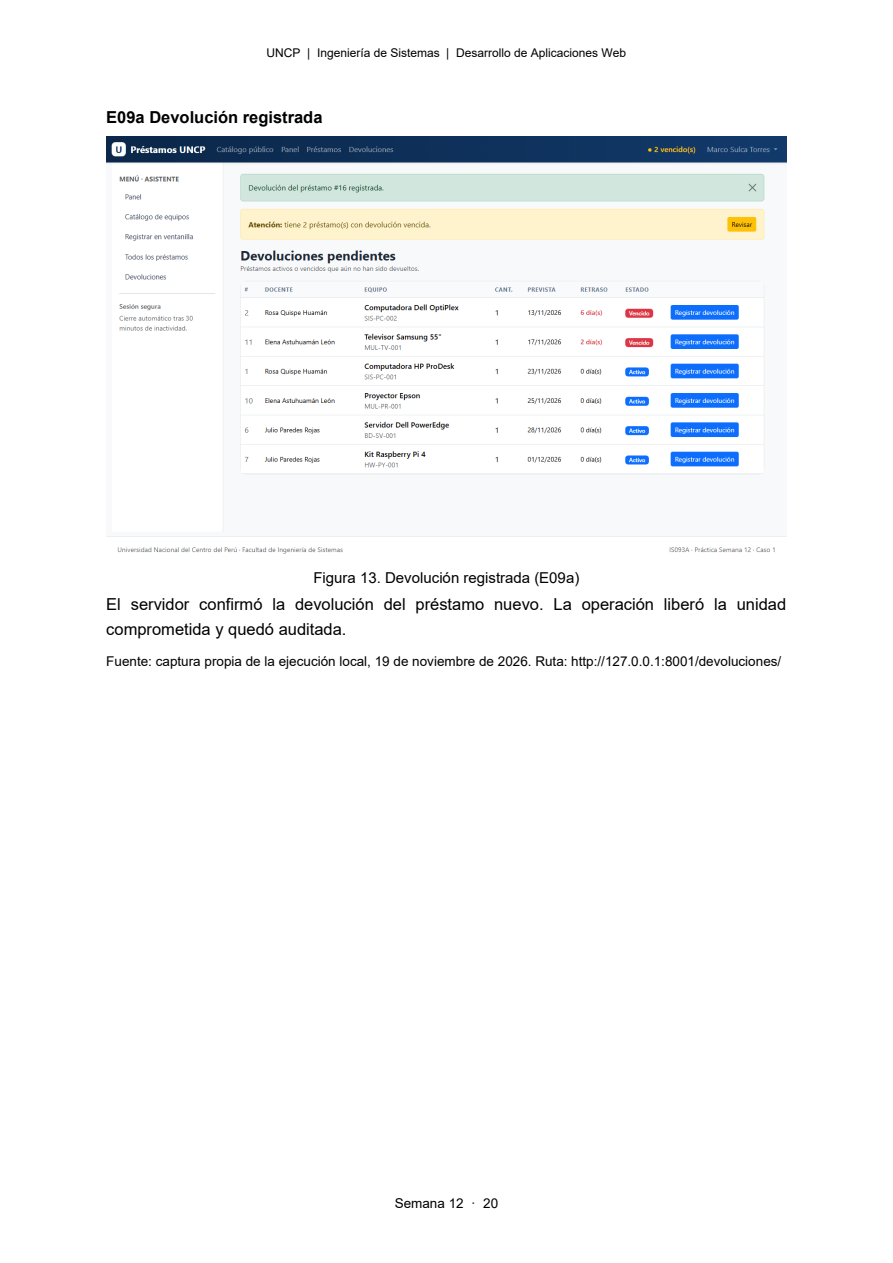 UNCP | Ingeniería de Sistemas | Desarrollo de Aplicaciones Web
E09a Devolución registrada
U Préstamos UNCP Catálogo público Panel Préstamos Devoluciones 2 vencido(s) Marco Sulca Torres
MENÚ · ASISTENTE
Panel
Catálogo de equipos
Registrar en ventanilla
Todos los préstamos
Devoluciones
Sesión segura
Cierre automático tras 30
minutos de inactividad.
Devolución del préstamo #16 registrada.
Atención: tiene 2 préstamo(s) con devolución vencida. Revisar
Devoluciones pendientes
Préstamos activos o vencidos que aún no han sido devueltos.
# DOCENTE EQUIPO CANT. PREVISTA RETRASO ESTADO
2 Rosa Quispe Huamán Computadora Dell OptiPlex 1 13/11/2026 6 día(s) Vencido Registrar devolución
SIS-PC-002
11 Elena Astuhuamán León Televisor Samsung 55" 1 17/11/2026 2 día(s) Vencido Registrar devolución
MUL-TV-001
1 Rosa Quispe Huamán Computadora HP ProDesk 1 23/11/2026 0 día(s) Activo Registrar devolución
SIS-PC-001
10 Elena Astuhuamán León Proyector Epson 1 25/11/2026 0 día(s) Activo Registrar devolución
MUL-PR-001
6 Julio Paredes Rojas Servidor Dell PowerEdge 1 28/11/2026 0 día(s) Activo Registrar devolución
BD-SV-001
7 Julio Paredes Rojas Kit Raspberry Pi 4 1 01/12/2026 0 día(s) Activo Registrar devolución
HW-PY-001
Universidad Nacional del Centro del Perú · Facultad de Ingeniería de Sistemas IS093A · Práctica Semana 12 · Caso 1
Figura 13. Devolución registrada (E09a)
El servidor confirmó la devolución del préstamo nuevo. La operación liberó la unidad
comprometida y quedó auditada.
Fuente: captura propia de la ejecución local, 19 de noviembre de 2026. Ruta: http://127.0.0.1:8001/devoluciones/
Semana 12 · 20